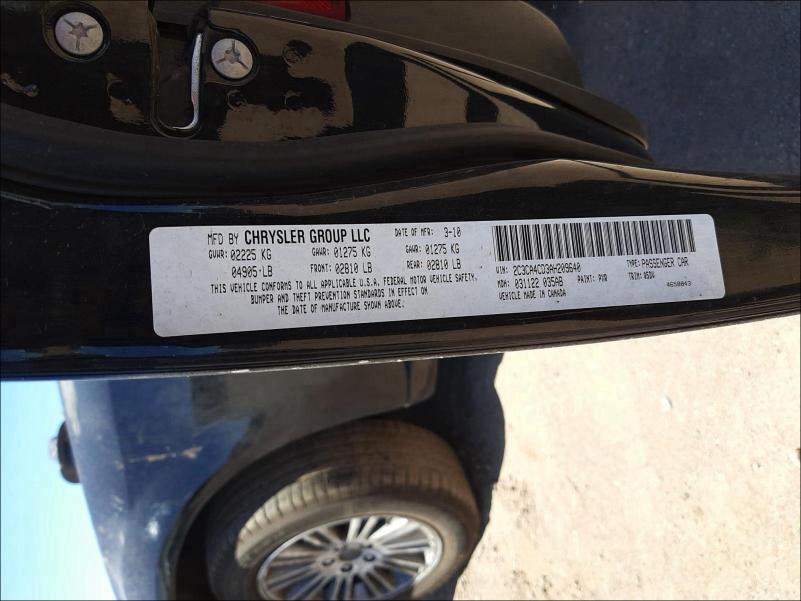 MFD BY CHRYSLER GROUP LLC DATE OF MFR: 3-10
GVWR: 02225 KG GAWR: 01275 KG GAWR: 01275 KG
04905 LB FRONT: 02810 LB REAR: 02810 LB
THIS VEHICLE CONFORMS TO ALL APPLICABLE U.S.A. FEDERAL MOTOR VEHICLE SAFETY,
BUMPER AND THEFT PREVENTION STANDARDS IN EFFECT ON
THE DATE OF MANUFACTURE SHOWN ABOVE.
VIN: 2C3CA4CD3AH209640 TYPE: PASSENGER CAR
MDH: 031122 035AB PAINT: PXR TRIM:
VEHICLE MADE IN CANADA 4658043